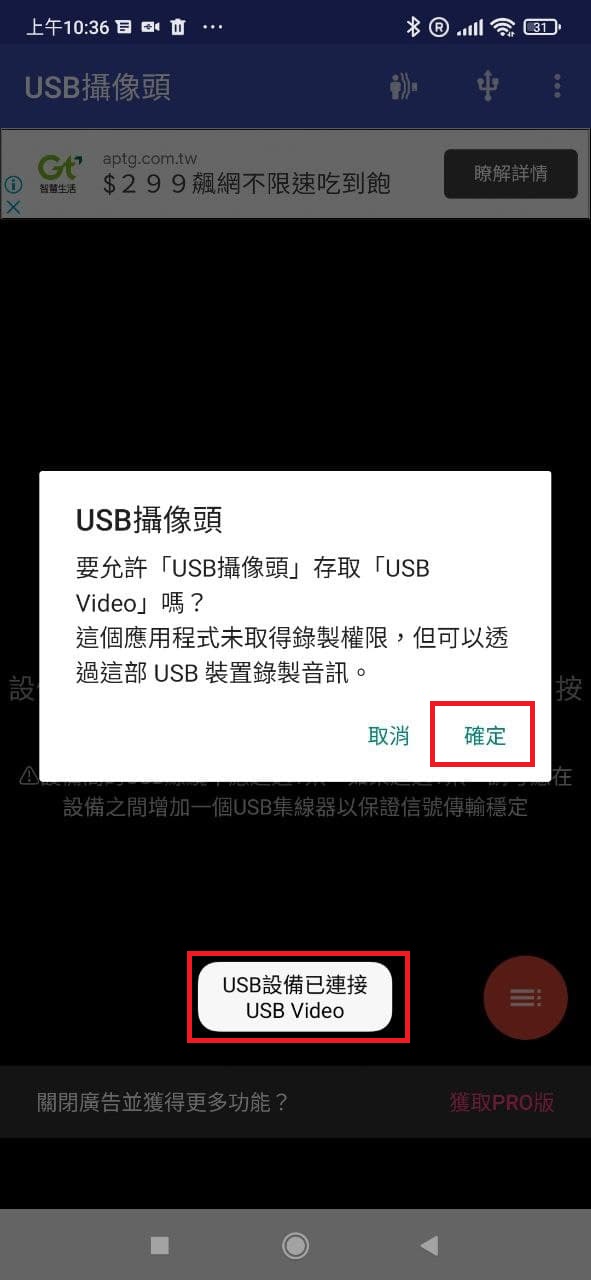 上午10:36
R
31
USB攝像頭
Gt
智慧生活
aptg.com.tw
$２９９飆網不限速吃到飽
瞭解詳情
USB攝像頭
要允許「USB攝像頭」存取「USB
Video」嗎？
這個應用程式未取得錄製權限，但可以透
過這部 USB 裝置錄製音訊。
取消
確定
設
按
在
設備之間增加一個USB集線器以保證信號傳輸穩定
USB設備已連接
USB Video
關閉廣告並獲得更多功能？
獲取PRO版